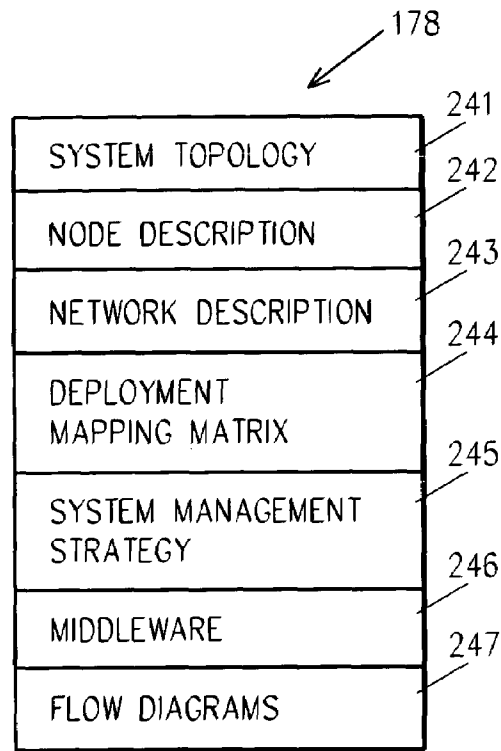 178
241
SYSTEM TOPOLOGY
242
NODE DESCRIPTION
243
NETWORK DESCRIPTION
244
DEPLOYMENT
MAPPING MATRIX
245
SYSTEM MANAGEMENT
STRATEGY
246
MIDDLEWARE
247
FLOW DIAGRAMS